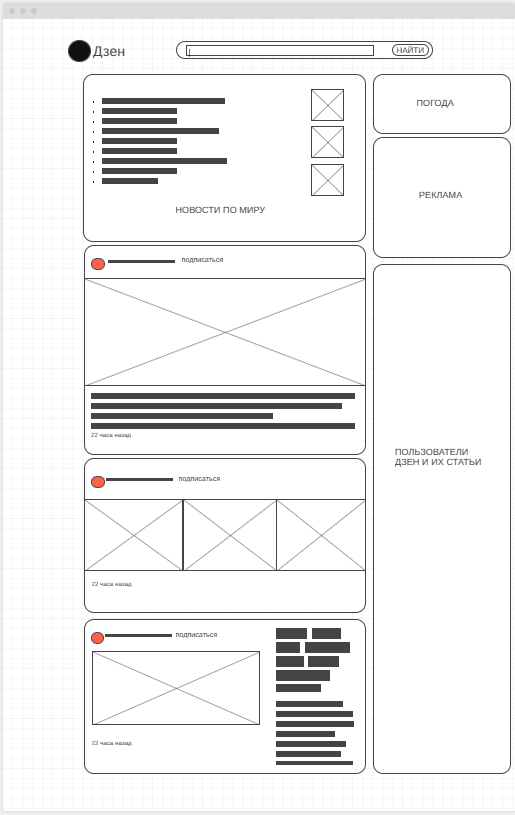 Дзен
НАЙТИ
ПОГОДА
НОВОСТИ ПО МИРУ
РЕКЛАМА
подписаться
22 часа назад
ПОЛЬЗОВАТЕЛИ
ДЗЕН И ИХ СТАТЬИ
подписаться
22 часа назад
подписаться
22 часа назад